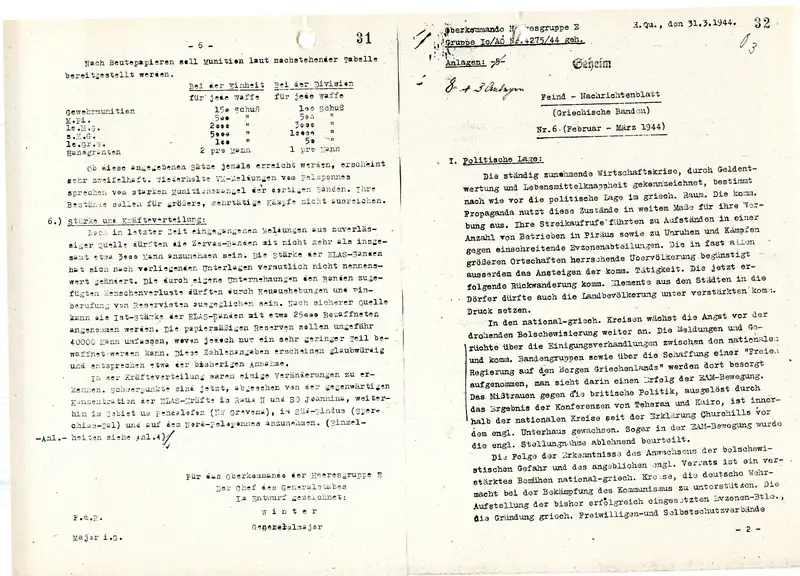 - 6 -
31
Nach Beutepapieren soll Munition laut nachstehender Tabelle
bereitgestellt werden.
Bei der Einheit Bei der Division
für jede Waffe für jede Waffe
Gewehrmunition 150 Schuß 100 Schuß
M.Pi. 500 " 500 "
le.M.G. 2000 " 3000 "
s.M.G. 5000 " 10000 "
le.Gr.W. 100 " 50 "
Handgranaten 2 pro Mann 1 pro Mann
Ob diese angegebenen Sätze jemals erreicht werden, erscheint
sehr zweifelhaft. Wiederholte VM-Meldungen vom Peloponnes
sprechen von starkem Munitionsmangel der dortigen Banden. Ihre
Bestände sollen für größere, mehrtätige Kämpfe nicht ausreichen.
6.) Stärke und Kräfteverteilung:
Nach in letzter Zeit eingegangenen Meldungen aus zuverläs-
siger Quelle dürften die Zervas-Banden mit nicht mehr als insge-
samt etwa 3000 Mann anzunehmen sein. Die Stärke der ELAS-Banden
hat sich nach vorliegenden Unterlagen vermutlich nicht nennens-
wert geändert. Die durch eigene Unternehmungen den Banden zuge-
fügten Menschenverluste dürften durch Neuaushebungen und Ein-
berufung von Reservisten ausgeglichen sein. Nach sicherer Quelle
kann die Ist-Stärke der ELAS-Banden mit etwa 25000 Bewaffneten
angenommen werden. Die papiermäßigen Reserven sollen ungefähr
40000 Mann umfassen, wovon jedoch nur ein sehr geringer Teil be-
waffnet werden kann. Diese Zahlenangaben erscheinen glaubwürdig
und entsprechen etwa der bisherigen Annahme.
In der Kräfteverteilung waren einige Veränderungen zu er-
kennen. Schwerpunkte sind jetzt, abgesehen von der gegenwärtigen
Konzentration der ELAS-Kräfte im Raum N und SO Joannina, weiter-
hin im Gebiet um Pendalofon (NW Grevena), im Süd-Pindus (Sper-
chios-Tal) und auf dem Nord-Peloponnes anzunehmen. (Einzel-
-Anl.- heiten siehe Anl.4)
Für das Oberkommando der Heeresgruppe E
Der Chef des Generalstabes
Im Entwurf gezeichnet:
Winter
Generalmajor
F.d.R.
Major i.G.
Oberkommando Heeresgruppe E
Gruppe Ic/AO Nr.4275/44 geh.
H.Qu., den 31.3.1944.
32
Anlagen:
Geheim
8 + 3 Anlagen
Feind - Nachrichtenblatt
(Griechische Banden)
Nr.6 (Februar - März 1944)
I. Politische Lage:
Die ständig zunehmende Wirtschaftskrise, durch Geldent-
wertung und Lebensmittelknappheit gekennzeichnet, bestimmt
nach wie vor die politische Lage im griech. Raum. Die komm.
Propaganda nutzt diese Zustände in weitem Maße für ihre Wer-
bung aus. Ihre Streikaufrufe führten zu Aufständen in einer
Anzahl von Betrieben in Piräus sowie zu Unruhen und Kämpfen
gegen einschreitende Evzonenabteilungen. Die in fast allen
größeren Ortschaften herrschende Übervölkerung begünstigt
ausserdem das Ansteigen der komm. Tätigkeit. Die jetzt er-
folgende Rückwanderung komm. Elemente aus den Städten in die
Dörfer dürfte auch die Landbevölkerung unter verstärkten komm.
Druck setzen.
In den national-griech. Kreisen wächst die Angst vor der
drohenden Bolschewisierung weiter an. Die Meldungen und Ge-
rüchte über die Einigungsverhandlungen zwischen den nationalen
und komm. Bandengruppen sowie über die Schaffung einer "Freien
Regierung auf den Bergen Griechenlands" werden dort besorgt
aufgenommen, man sieht darin einen Erfolg der EAM-Bewegung.
Das Mißtrauen gegen die britische Politik, ausgelöst durch
das Ergebnis der Konferenzen von Teheran und Kairo, ist inner-
halb der nationalen Kreise seit der Erklärung Churchills vor
dem engl. Unterhaus gewachsen. Sogar in der EAM-Bewegung wurde
die engl. Stellungnahme Ablehnend beurteilt.
Die Folge der Erkenntnisse des Anwachsens der bolschewi-
stischen Gefahr und des angeblichen engl. Verrats ist ein ver-
stärktes Bemühen national-griech. Kreise, die deutsche Wehr-
macht bei der Bekämpfung des Kommunismus zu unterstützen. Die
Aufstellung der bisher erfolgreich eingesetzten Evzonen-Btlo.,
die Gründung griech. Freiwilligen-und Selbstschutzverbände
- 2 -